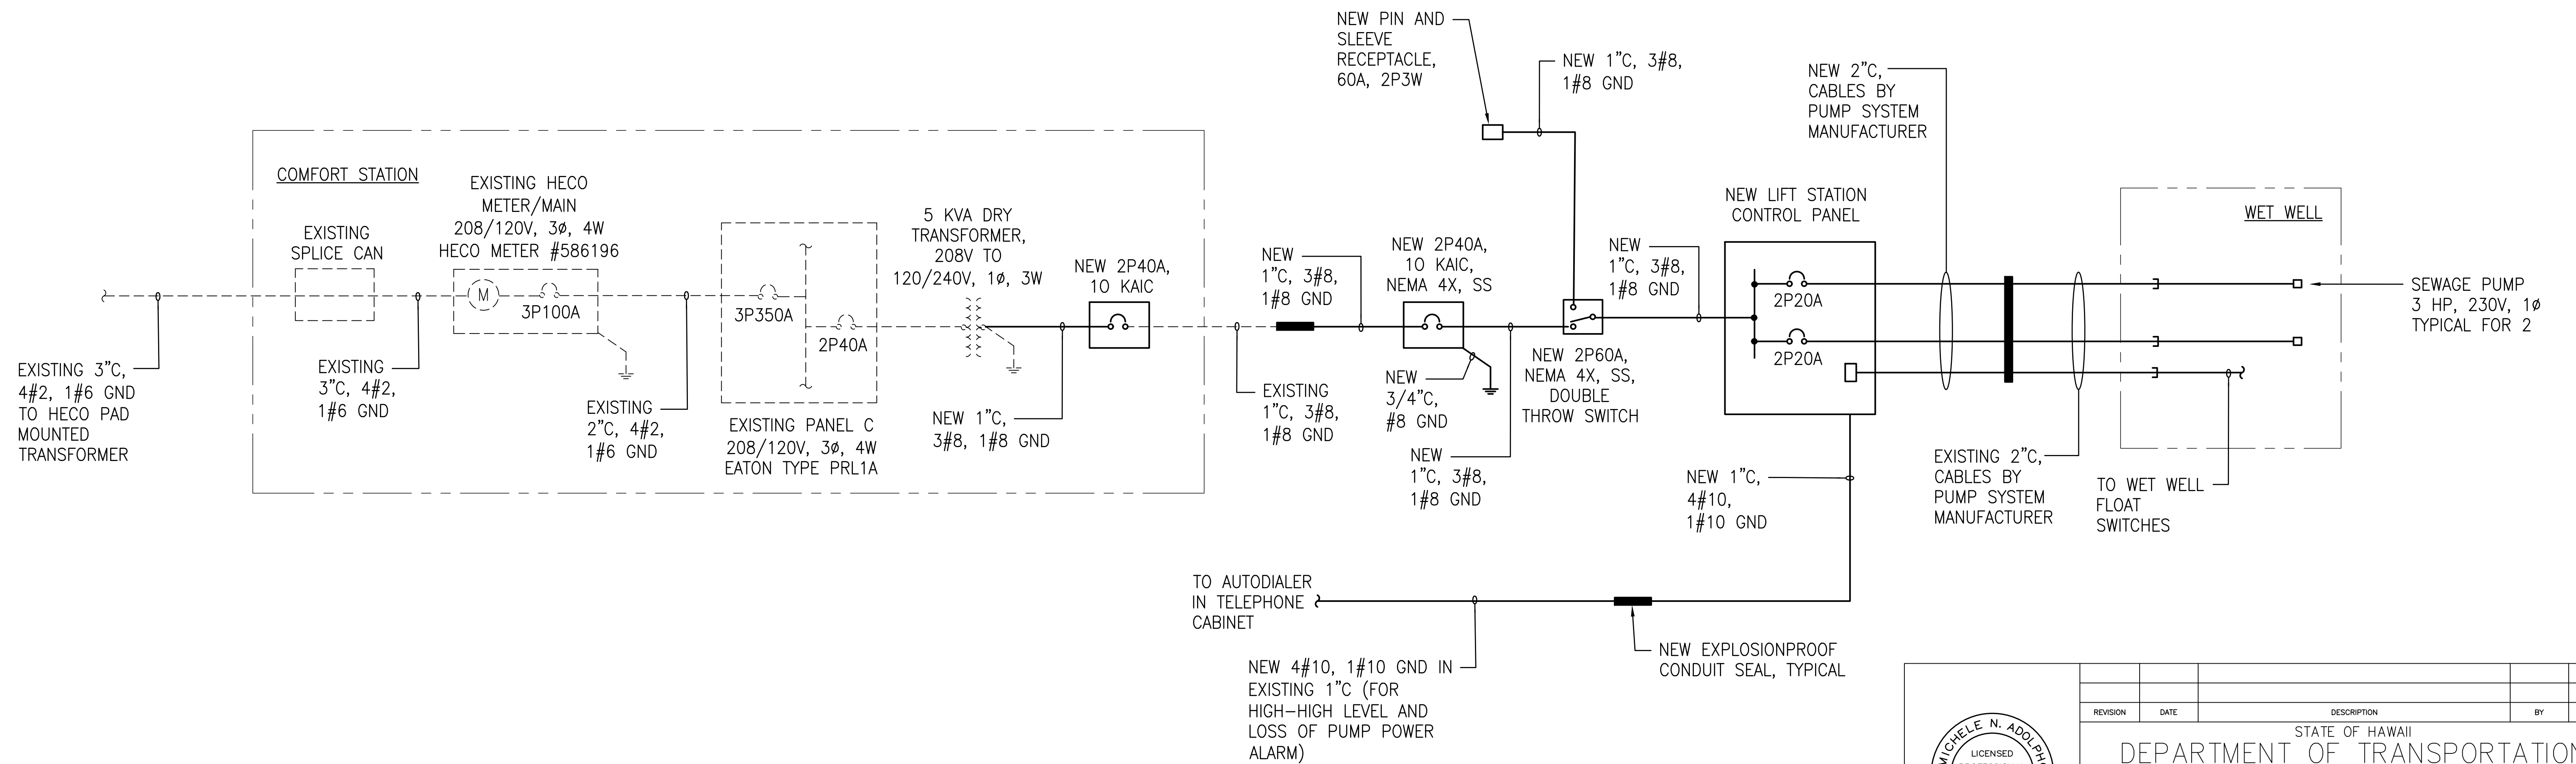 NEW PIN AND
SLEEVE
RECEPTACLE,
60A, 2P3W
NEW 1"C, 3#8,
1#8 GND
NEW 2"C,
CABLES BY
PUMP SYSTEM
MANUFACTURER
COMFORT STATION
EXISTING
SPLICE CAN
EXISTING HECO
METER/MAIN
208/120V, 3ø, 4W
HECO METER #586196
M
3P100A
3P350A
2P40A
5 KVA DRY
TRANSFORMER,
208V TO
120/240V, 1ø, 3W
NEW 2P40A,
10 KAIC
NEW
1"C, 3#8,
1#8 GND
NEW 2P40A,
10 KAIC,
NEMA 4X, SS
NEW
1"C, 3#8,
1#8 GND
NEW LIFT STATION
CONTROL PANEL
2P20A
2P20A
WET WELL
SEWAGE PUMP
3 HP, 230V, 1ø
TYPICAL FOR 2
EXISTING 3"C,
4#2, 1#6 GND
TO HECO PAD
MOUNTED
TRANSFORMER
EXISTING
3"C, 4#2,
1#6 GND
EXISTING
2"C, 4#2,
1#6 GND
EXISTING PANEL C
208/120V, 3ø, 4W
EATON TYPE PRL1A
NEW 1"C,
3#8, 1#8 GND
EXISTING
1"C, 3#8,
1#8 GND
NEW
3/4"C,
#8 GND
NEW
1"C, 3#8,
1#8 GND
NEW 2P60A,
NEMA 4X, SS,
DOUBLE
THROW SWITCH
NEW 1"C,
4#10,
1#10 GND
EXISTING 2"C,
CABLES BY
PUMP SYSTEM
MANUFACTURER
TO WET WELL
FLOAT
SWITCHES
TO AUTODIALER
IN TELEPHONE
CABINET
NEW 4#10, 1#10 GND IN
EXISTING 1"C (FOR
HIGH-HIGH LEVEL AND
LOSS OF PUMP POWER
ALARM)
NEW EXPLOSIONPROOF
CONDUIT SEAL, TYPICAL
REVISION DATE DESCRIPTION BY
STATE OF HAWAII
DEPARTMENT OF TRANSPORTATION
MICHELE N. ADOLPH
LICENSED